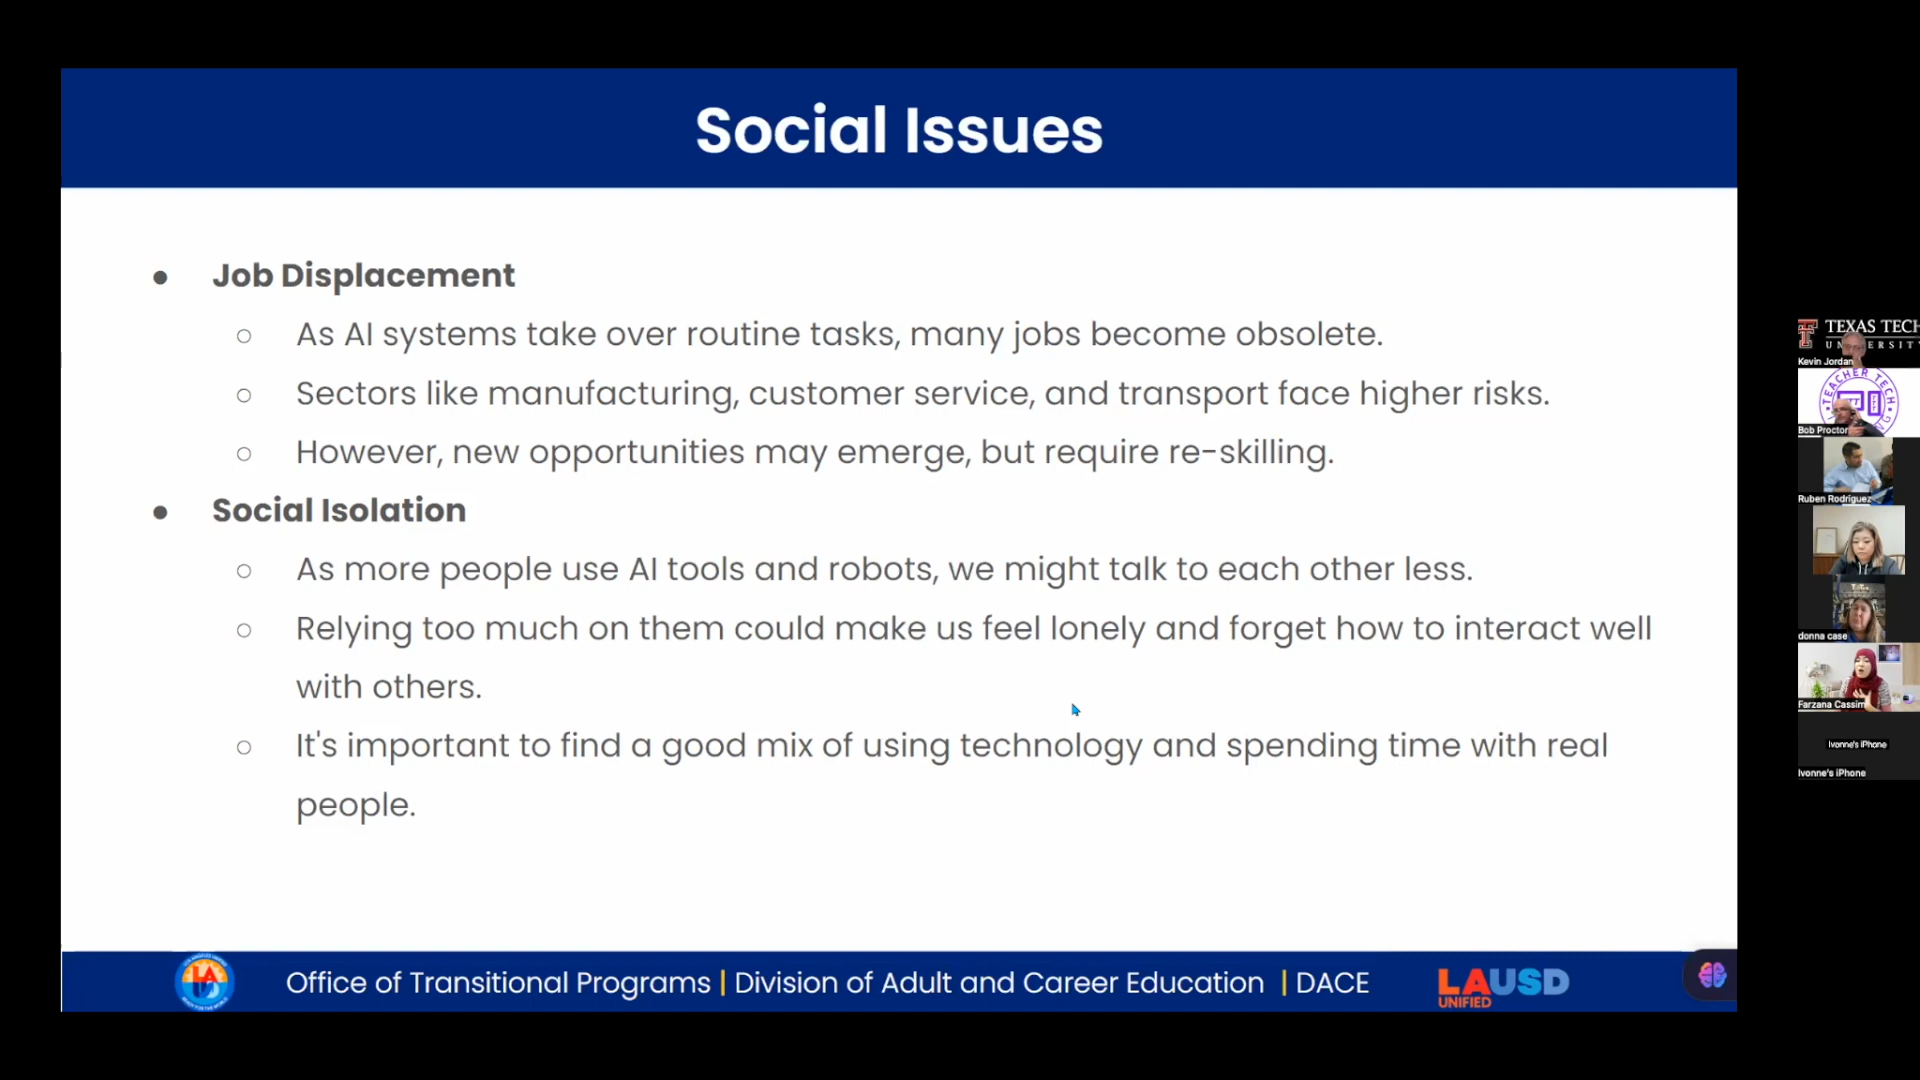 Social Issues
● Job Displacement
○ As AI systems take over routine tasks, many jobs become obsolete.
○ Sectors like manufacturing, customer service, and transport face higher risks.
○ However, new opportunities may emerge, but require re-skilling.
● Social Isolation
○ As more people use AI tools and robots, we might talk to each other less.
○ Relying too much on them could make us feel lonely and forget how to interact well
with others.
○ It's important to find a good mix of using technology and spending time with real
people.
Office of Transitional Programs | Division of Adult and Career Education | DACE
LAUSD
UNIFIED
TEXAS TECH
Kevin Jordan
TEACHER TECH
Bob Proctor
Ruben Rodriguez
donna case
Farzana Cassim
Ivonne's iPhone
Ivonne's iPhone